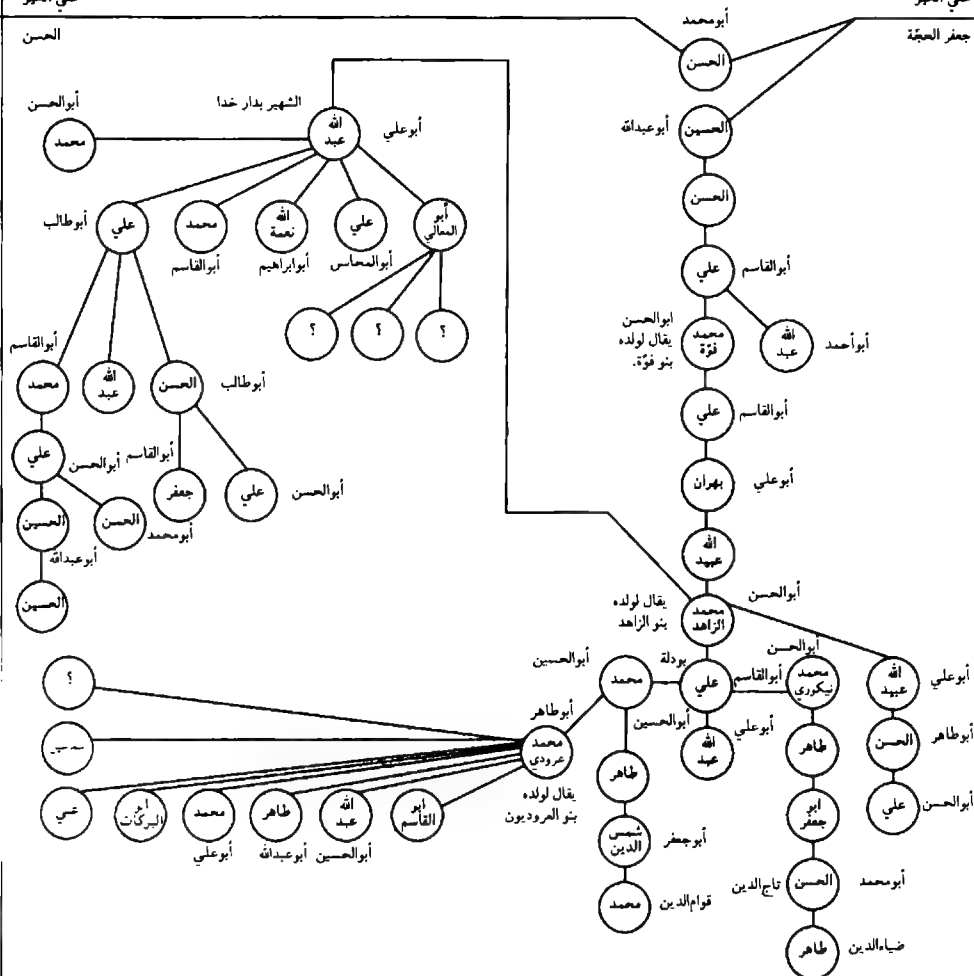 الحسن
جعفر الحجّة
أبومحمد
الحسن
الحسين
أبوعبدالله
الحسن
أبوالقاسم
علي
ابوالحسن
يقال لولده
بنو فوّة.
محمد
فوّة
الله
عبد
أبوأحمد
أبوالقاسم
علي
أبوعلي
بهران
الله
عبيد
أبوالحسن
محمد
الزاهد
يقال لولده
بنو الزاهد
الشهير بدار خدا
الله
عبد
أبوعلي
أبوالحسن
محمد
أبو
المعالي
علي
أبوالمحاسن
الله
نعمة
أبوابراهيم
محمد
أبوالقاسم
علي
أبوطالب
؟
؟
؟
أبوالقاسم
محمد
الله
عبد
الحسن
أبوطالب
علي
أبوالحسن
أبوالقاسم
جعفر
علي
أبوالحسن
الحسين
أبوعبدالله
الحسن
أبومحمد
الحسين
أبوعلي
الله
عبيد
أبوطاهر
الحسن
أبوالحسن
علي
أبوالحسن
محمد
نيكوري
طاهر
ابو
جعفر
أبومحمد
الحسن
تاج‌الدين
طاهر
ضياءالدين
بودلة
أبوالقاسم
علي
أبوعلي
الله
عبد
أبوالحسين
محمد
أبوالحسين
طاهر
شمس
الدين
أبوجعفر
محمد
قوام‌الدين
أبوطاهر
محمد
عرودي
يقال لولده
بنو العروديون
ابو
القاسم
الله
عبد
أبوالحسين
طاهر
أبوعبدالله
محمد
أبوعلي
ابو
البركات
؟